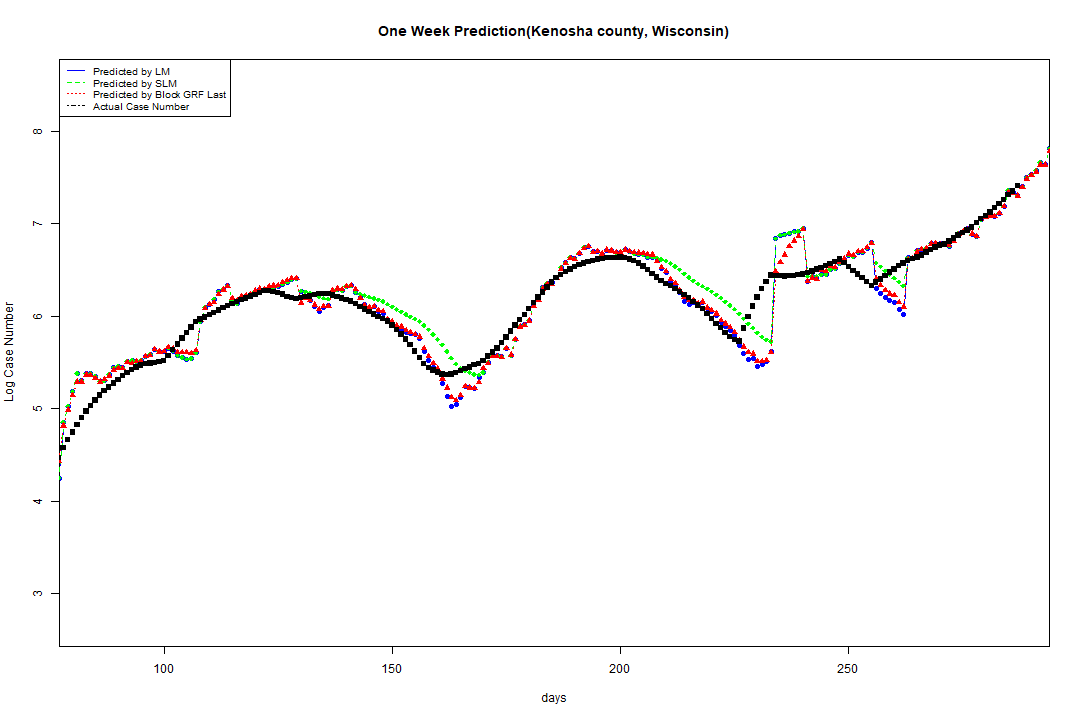 One Week Prediction(Kenosha county, Wisconsin)
Predicted by LM
Predicted by SLM
Predicted by Block GRF Last
Actual Case Number
8
7
6
5
4
3
Log Case Number
100 150 200 250
days